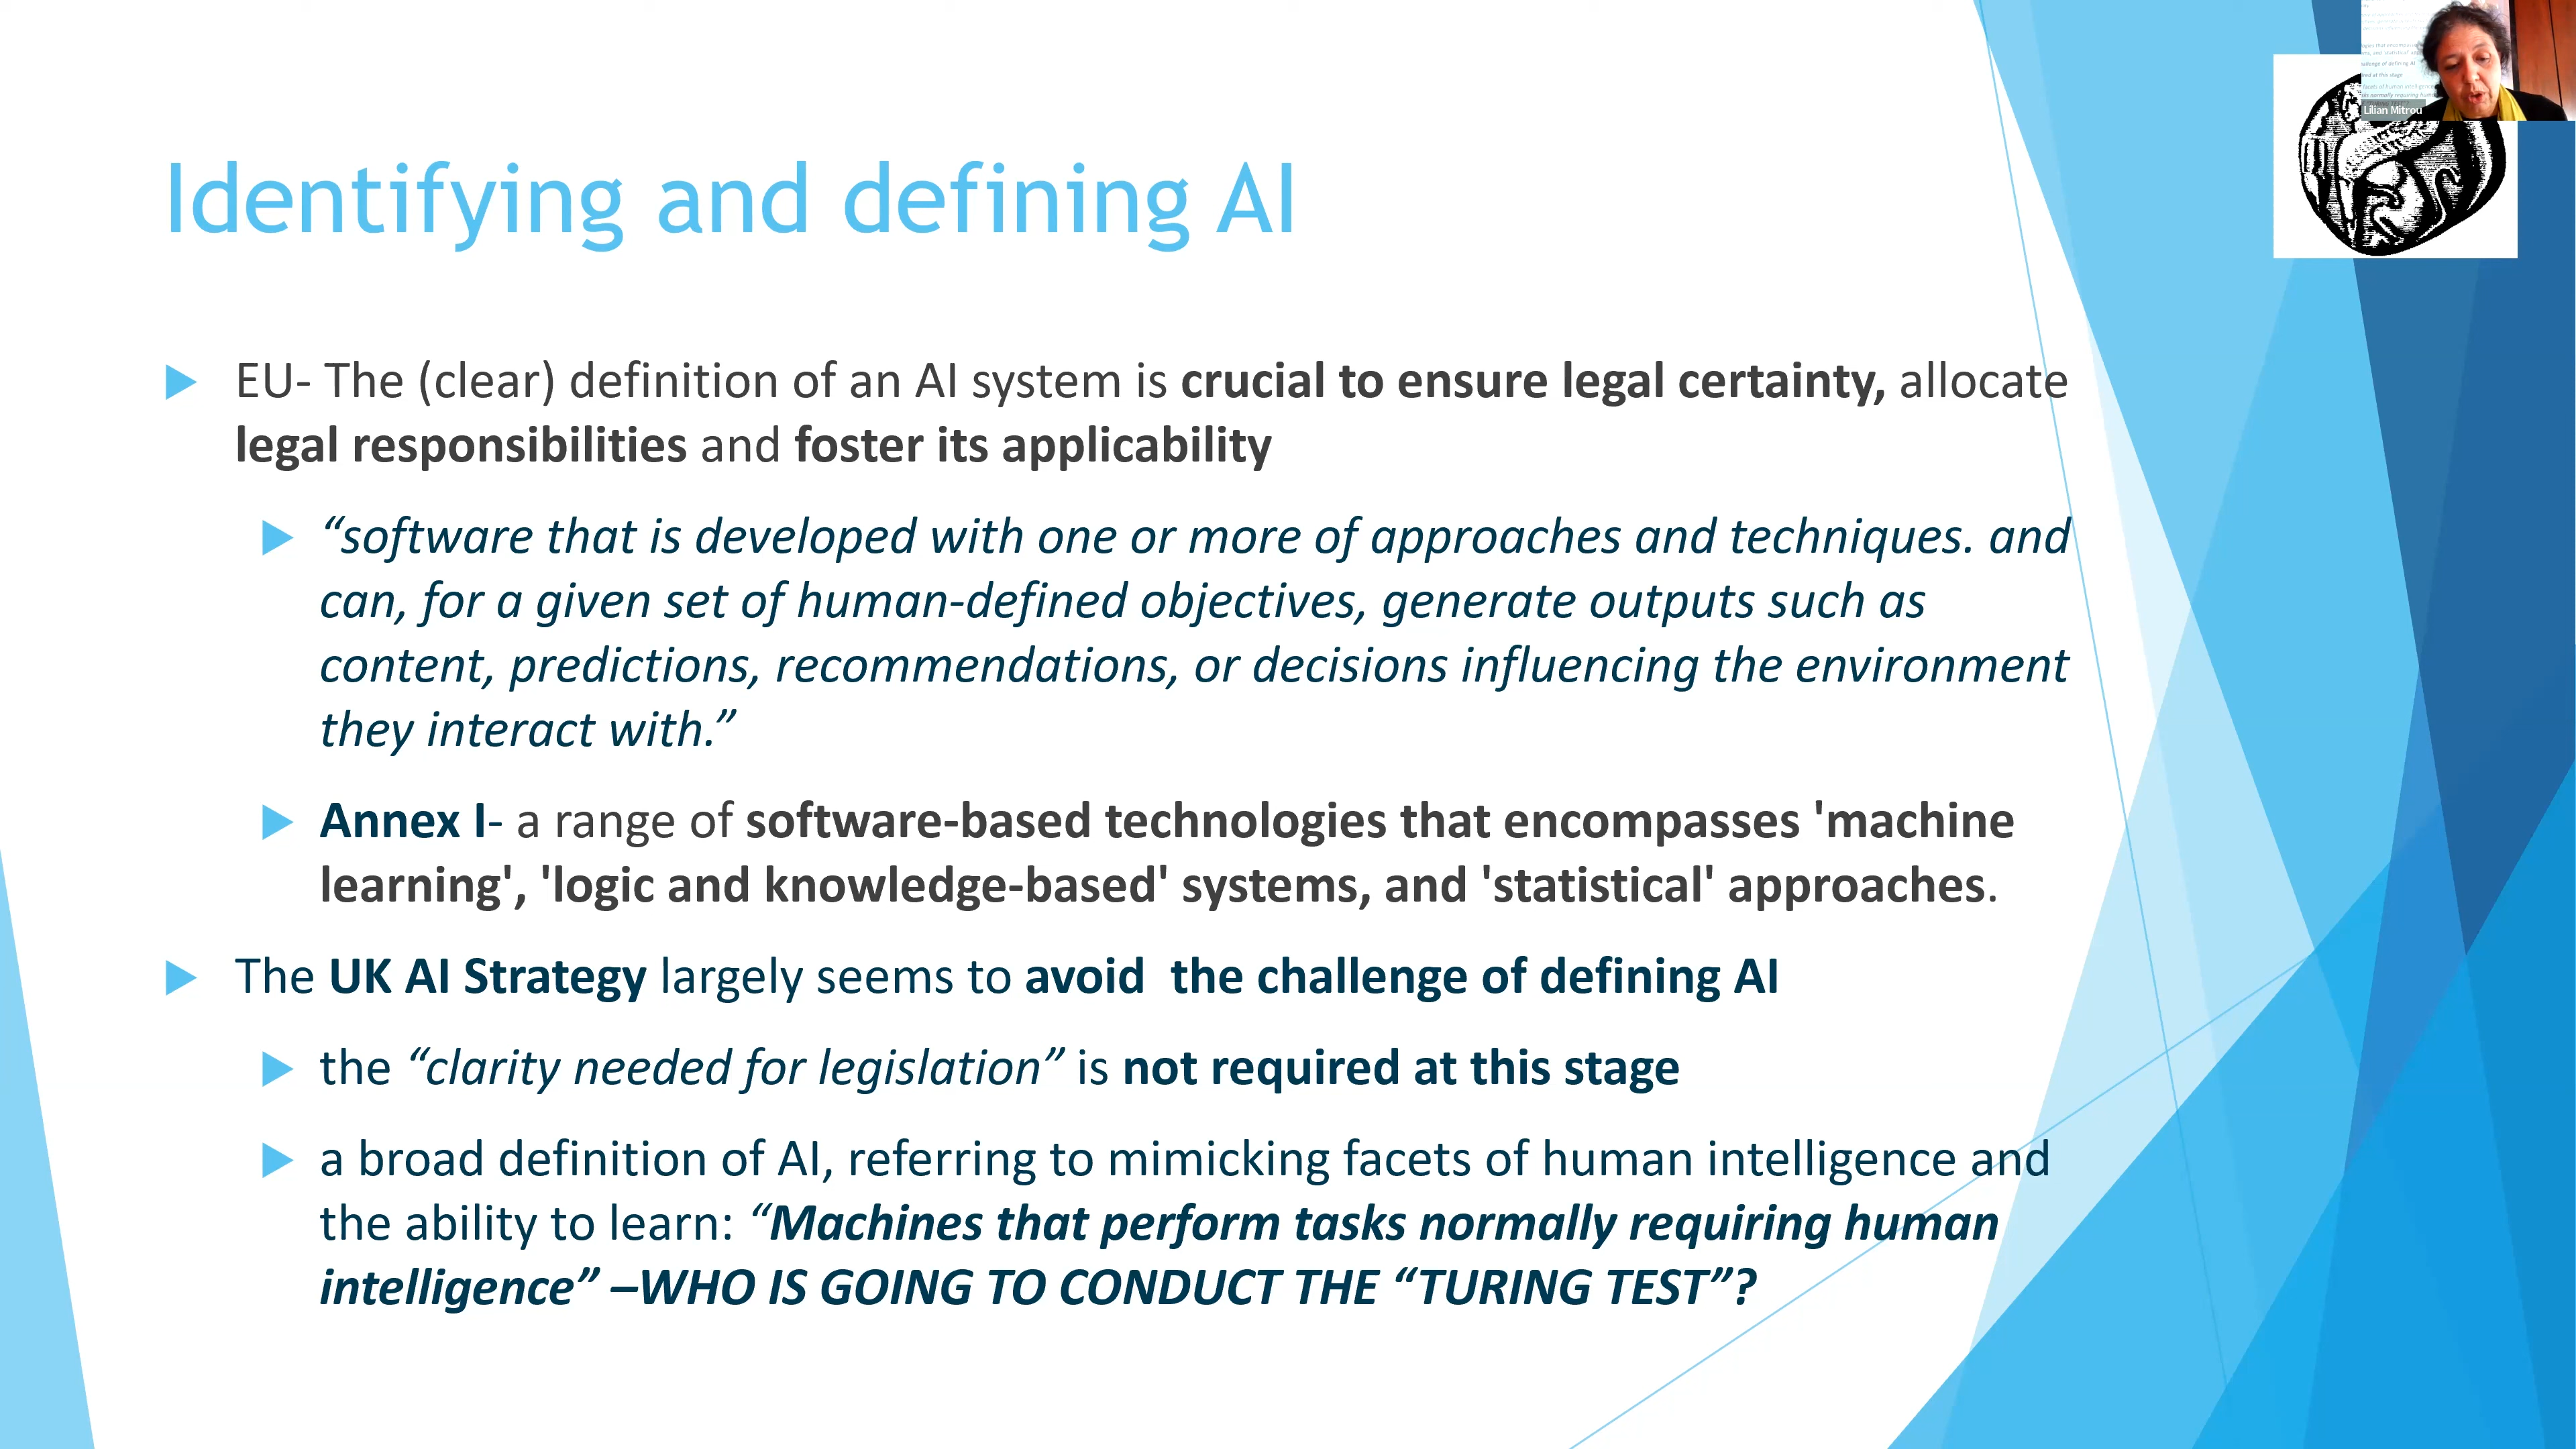 Lilian Mitrou
Identifying and defining AI
EU- The (clear) definition of an AI system is crucial to ensure legal certainty, allocate
legal responsibilities and foster its applicability
“software that is developed with one or more of approaches and techniques. and
can, for a given set of human-defined objectives, generate outputs such as
content, predictions, recommendations, or decisions influencing the environment
they interact with.”
Annex I- a range of software-based technologies that encompasses 'machine
learning', 'logic and knowledge-based' systems, and 'statistical' approaches.
The UK AI Strategy largely seems to avoid  the challenge of defining AI
the “clarity needed for legislation” is not required at this stage
a broad definition of AI, referring to mimicking facets of human intelligence and
the ability to learn: “Machines that perform tasks normally requiring human
intelligence” –WHO IS GOING TO CONDUCT THE “TURING TEST”?